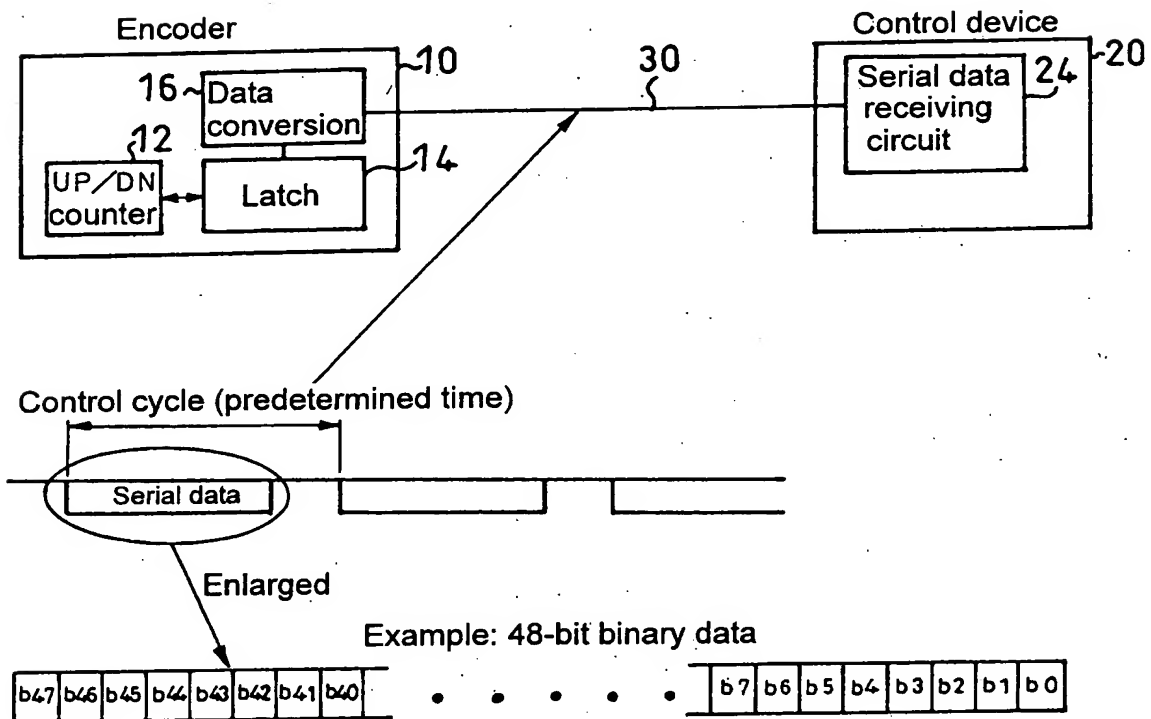 Encoder
10
16
Data
conversion
12
UP/DN
counter
Latch
14
30
Control device
20
Serial data
receiving
circuit
24
Control cycle (predetermined time)
Serial data
Enlarged
Example: 48-bit binary data
b47 b46 b45 b44 b43 b42 b41 b40 b7 b6 b5 b4 b3 b2 b1 b0